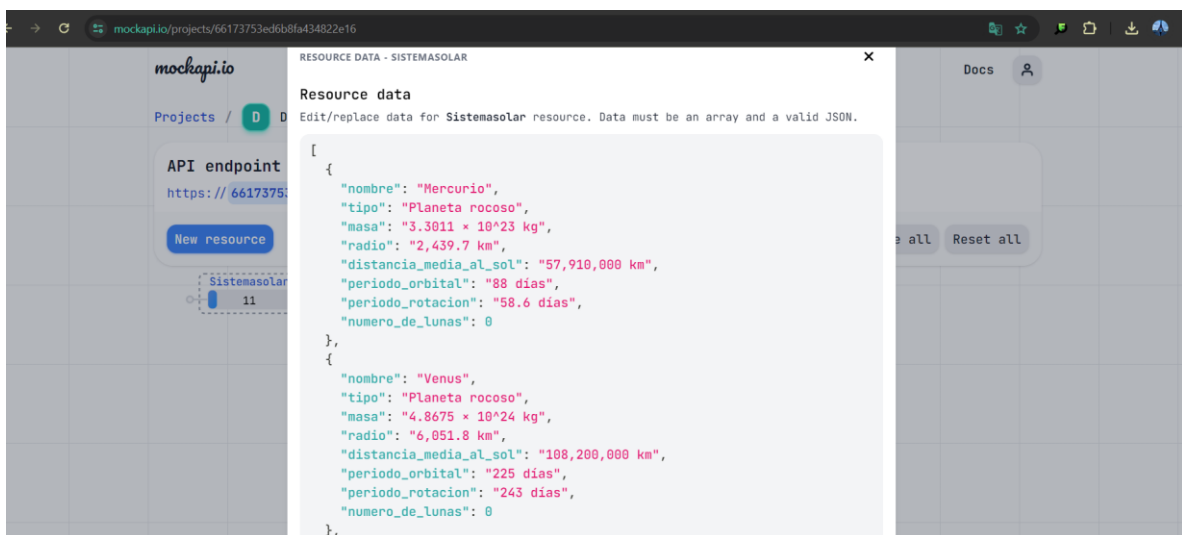 mockapi.io/projects/66173753ed6b8fa434822e16
RESOURCE DATA - SISTEMASOLAR
mockapi.io
Docs
Resource data
Projects / D D
Edit/replace data for Sistemasolar resource. Data must be an array and a valid JSON.
API endpoint
https://6617375
New resource
e all
Reset all
Sistemasolar
11
[
{
"nombre": "Mercurio",
"tipo": "Planeta rocoso",
"masa": "3.3011 × 10^23 kg",
"radio": "2,439.7 km",
"distancia_media_al_sol": "57,910,000 km",
"periodo_orbital": "88 días",
"periodo_rotacion": "58.6 días",
"numero_de_lunas": 0
},
{
"nombre": "Venus",
"tipo": "Planeta rocoso",
"masa": "4.8675 × 10^24 kg",
"radio": "6,051.8 km",
"distancia_media_al_sol": "108,200,000 km",
"periodo_orbital": "225 días",
"periodo_rotacion": "243 días",
"numero_de_lunas": 0
},